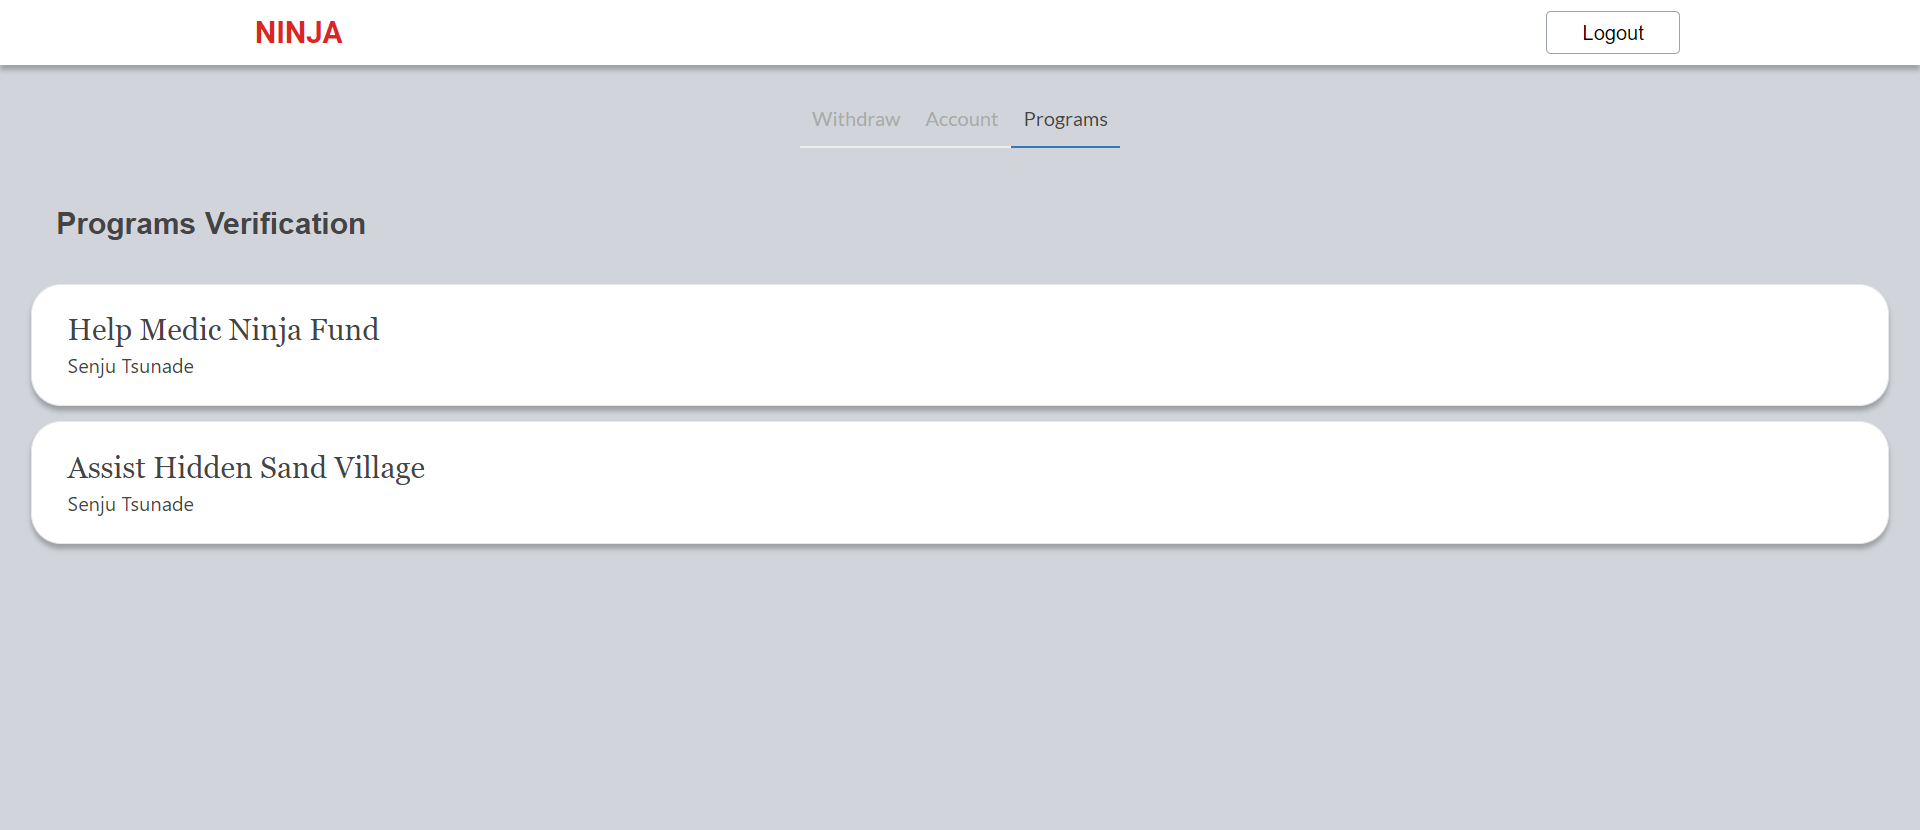 NINJA
Logout
Withdraw Account Programs
Programs Verification
Help Medic Ninja Fund
Senju Tsunade
Assist Hidden Sand Village
Senju Tsunade